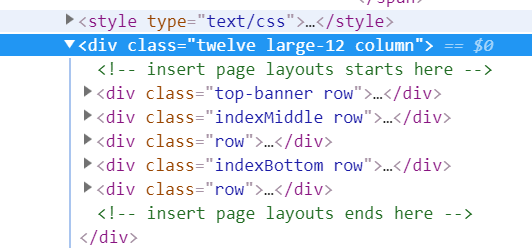 </span>
<style type="text/css">…</style>
<div class="twelve large-12 column"> == $0
<!-- insert page layouts starts here -->
<div class="top-banner row">…</div>
<div class="indexMiddle row">…</div>
<div class="row">…</div>
<div class="indexBottom row">…</div>
<div class="row">…</div>
<!-- insert page layouts ends here -->
</div>